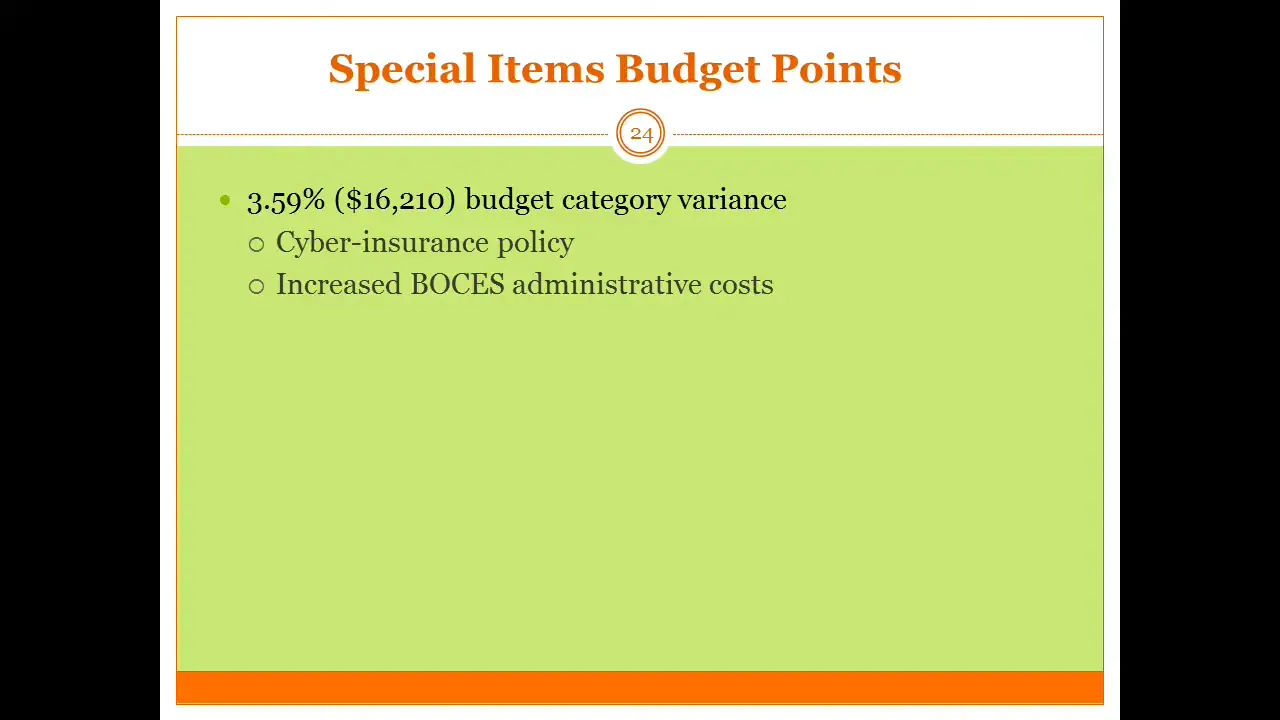 Special Items Budget Points
24
• 3.59% ($16,210) budget category variance
○ Cyber-insurance policy
○ Increased BOCES administrative costs